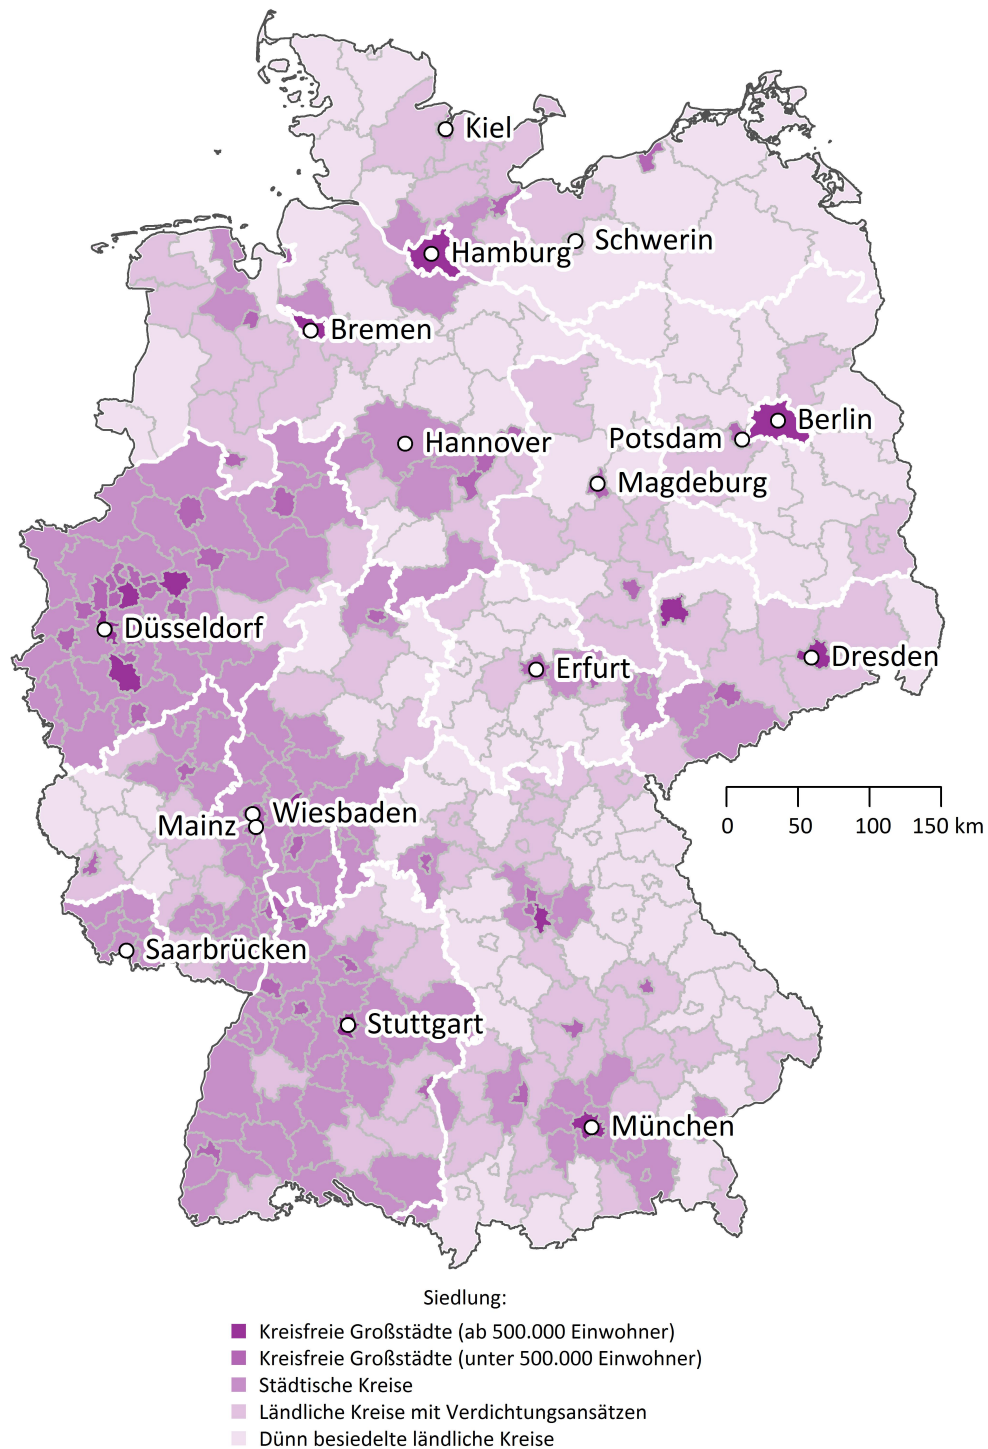 Kiel
Schwerin
Hamburg
Bremen
Berlin
Potsdam
Hannover
Magdeburg
Düsseldorf
Dresden
Erfurt
0 50 100 150 km
Wiesbaden
Mainz
Saarbrücken
Stuttgart
München
Siedlung:
Kreisfreie Großstädte (ab 500.000 Einwohner)
Kreisfreie Großstädte (unter 500.000 Einwohner)
Städtische Kreise
Ländliche Kreise mit Verdichtungsansätzen
Dünn besiedelte ländliche Kreise